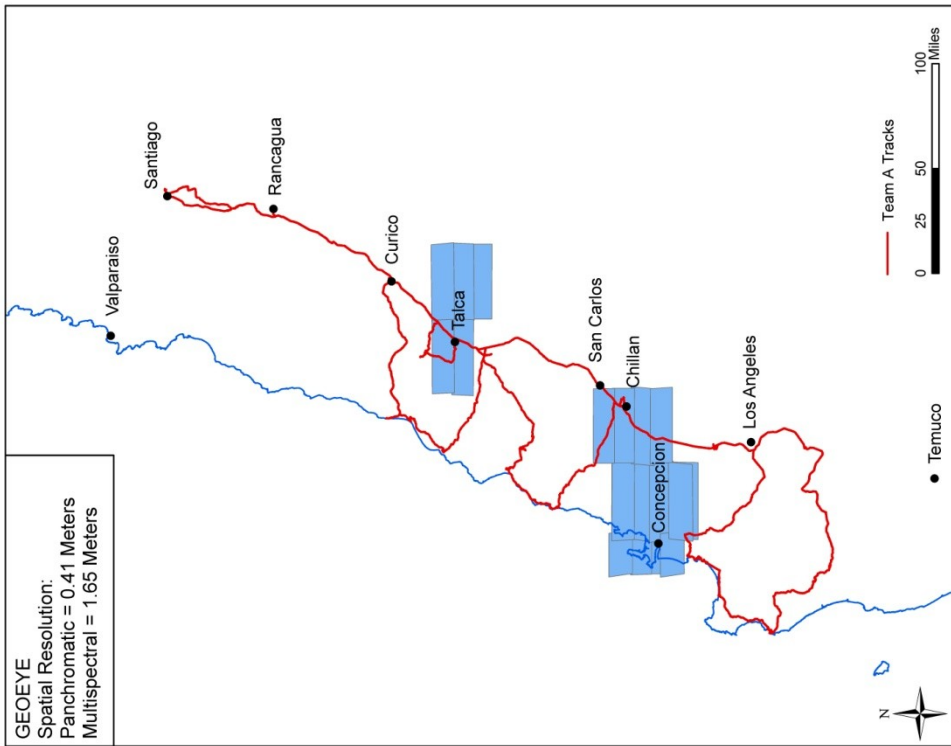 GEOEYE
Spatial Resolution:
Panchromatic = 0.41 Meters
Multispectral = 1.65 Meters
Valparaiso
Santiago
Rancagua
Curico
Talca
San Carlos
Chillan
Concepcion
Los Angeles
Temuco
Team A Tracks
0 25 50 100
Miles
N